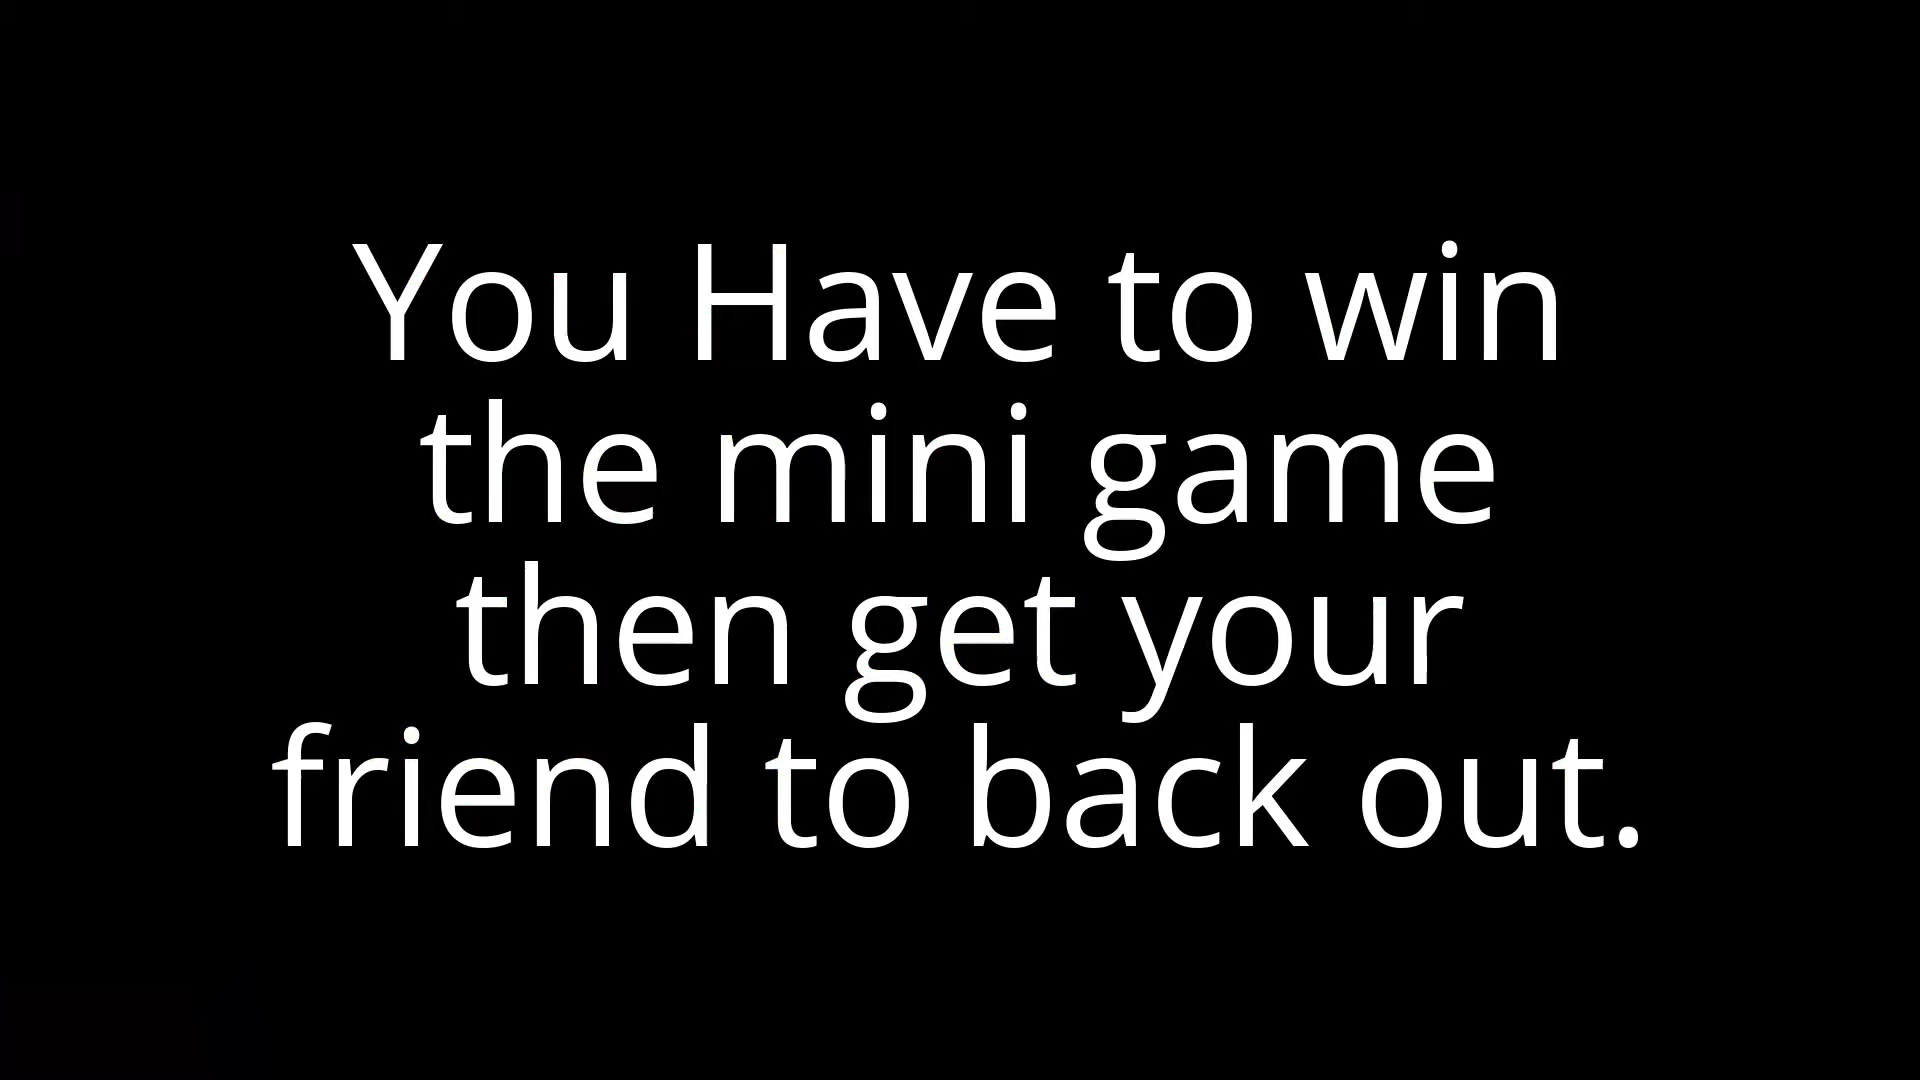 You Have to win
the mini game
then get your
friend to back out.